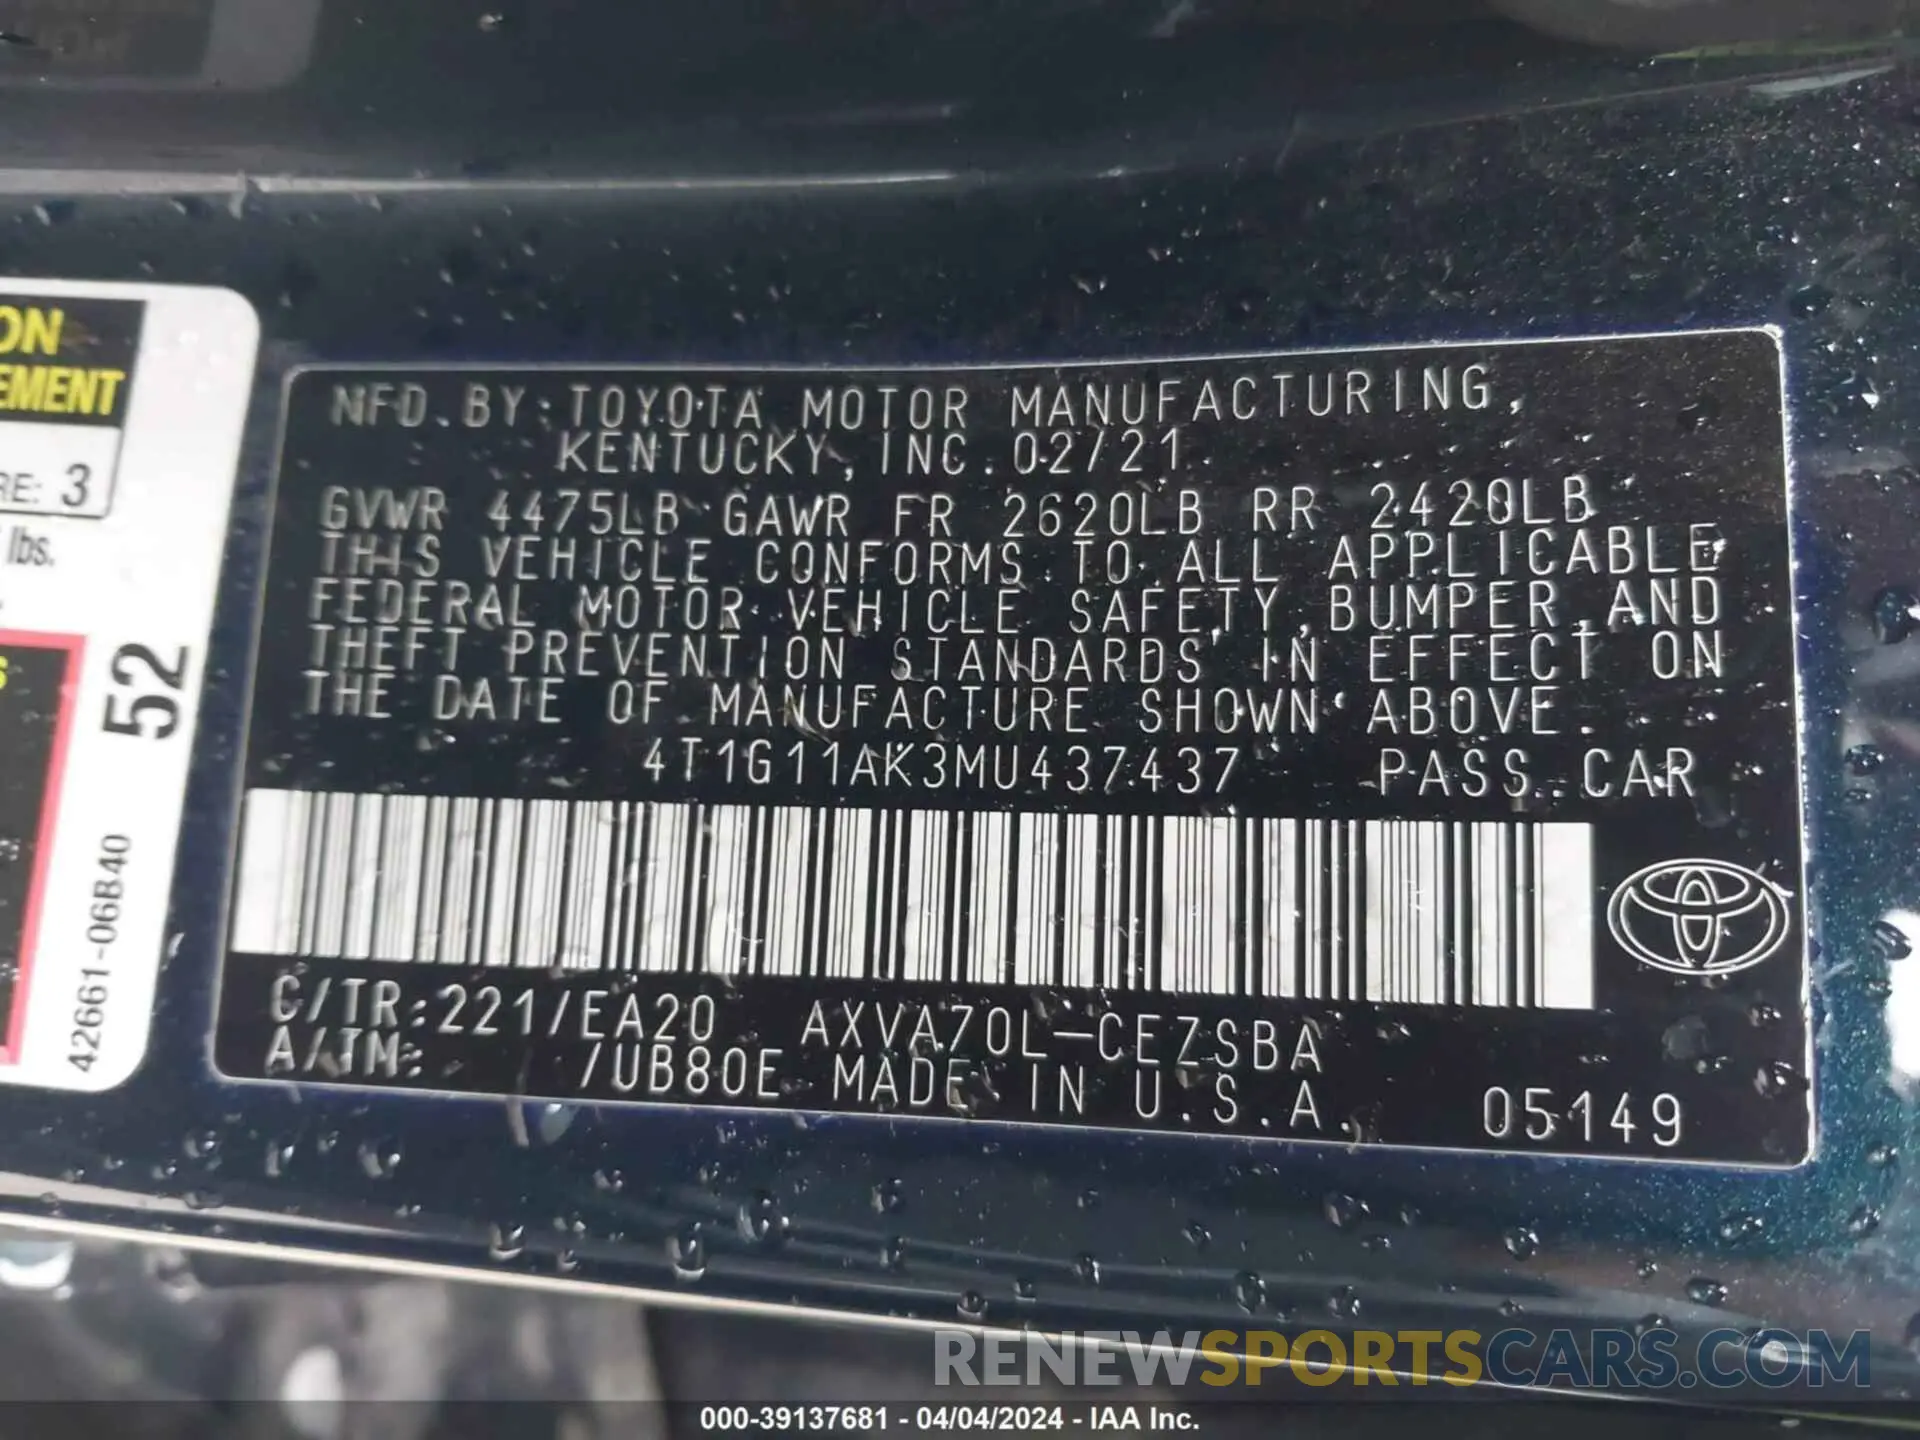 ON
EMENT
RE: 3
lbs.
52
42661-06B40
MFD. BY: TOYOTA MOTOR MANUFACTURING,
KENTUCKY, INC. 02/21
GVWR 4475LB GAWR FR 2620LB RR 2420LB
THIS VEHICLE CONFORMS TO ALL APPLICABLE
FEDERAL MOTOR VEHICLE SAFETY, BUMPER, AND
THEFT PREVENTION STANDARDS IN EFFECT ON
THE DATE OF MANUFACTURE SHOWN ABOVE.
4T1G11AK3MU437437 PASS. CAR
C/TR: 221/EA20 AXVA70L-CEZSBA
A/TM: /UB80E MADE IN U.S.A.
05149
RENEWSPORTSCARS.COM
000-39137681 - 04/04/2024 - IAA Inc.